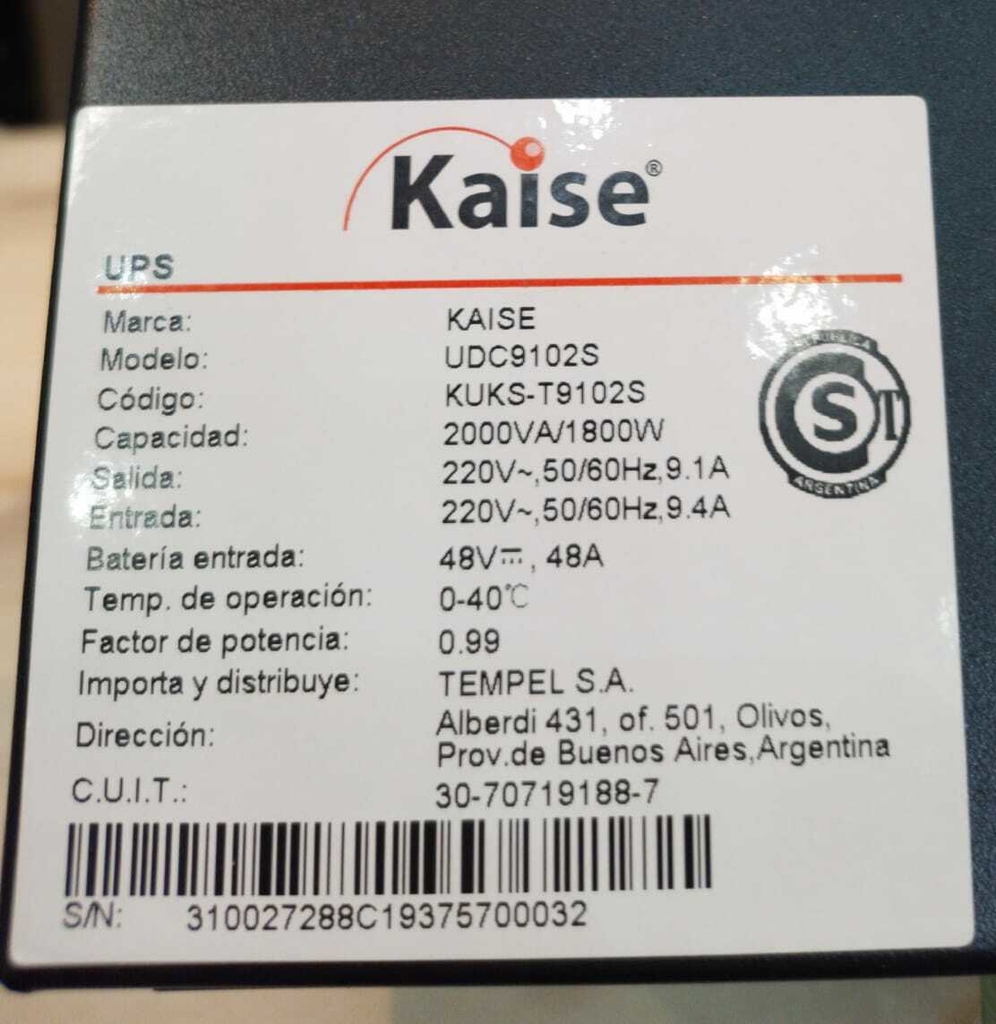 Kaise®
UPS
Marca: KAISE
Modelo: UDC9102S
Código: KUKS-T9102S
Capacidad: 2000VA/1800W
Salida: 220V~,50/60Hz,9.1A
Entrada: 220V~,50/60Hz,9.4A
Batería entrada: 48V⎓, 48A
Temp. de operación: 0-40℃
Factor de potencia: 0.99
Importa y distribuye: TEMPEL S.A.
Dirección: Alberdi 431, of. 501, Olivos,
Prov.de Buenos Aires,Argentina
C.U.I.T.: 30-70719188-7
S/N: 310027288C19375700032
REPUBLICA
S T
ARGENTINA